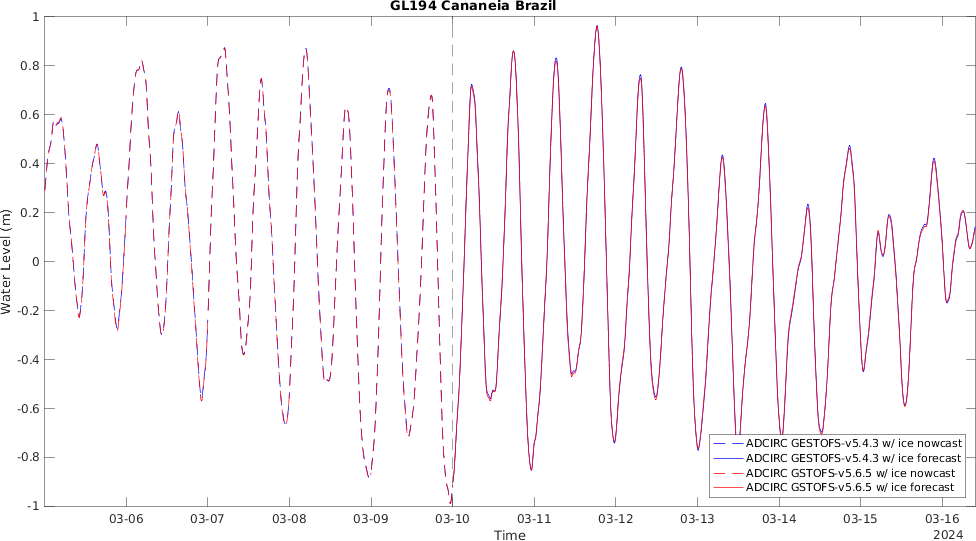 GL194 Cananeia Brazil
Water Level (m)
1
0.8
0.6
0.4
0.2
0
-0.2
-0.4
-0.6
-0.8
-1
ADCIRC GESTOFS-v5.4.3 w/ ice nowcast
ADCIRC GESTOFS-v5.4.3 w/ ice forecast
ADCIRC GSTOFS-v5.6.5 w/ ice nowcast
ADCIRC GSTOFS-v5.6.5 w/ ice forecast
03-06 03-07 03-08 03-09 03-10 03-11 03-12 03-13 03-14 03-15 03-16
Time
2024